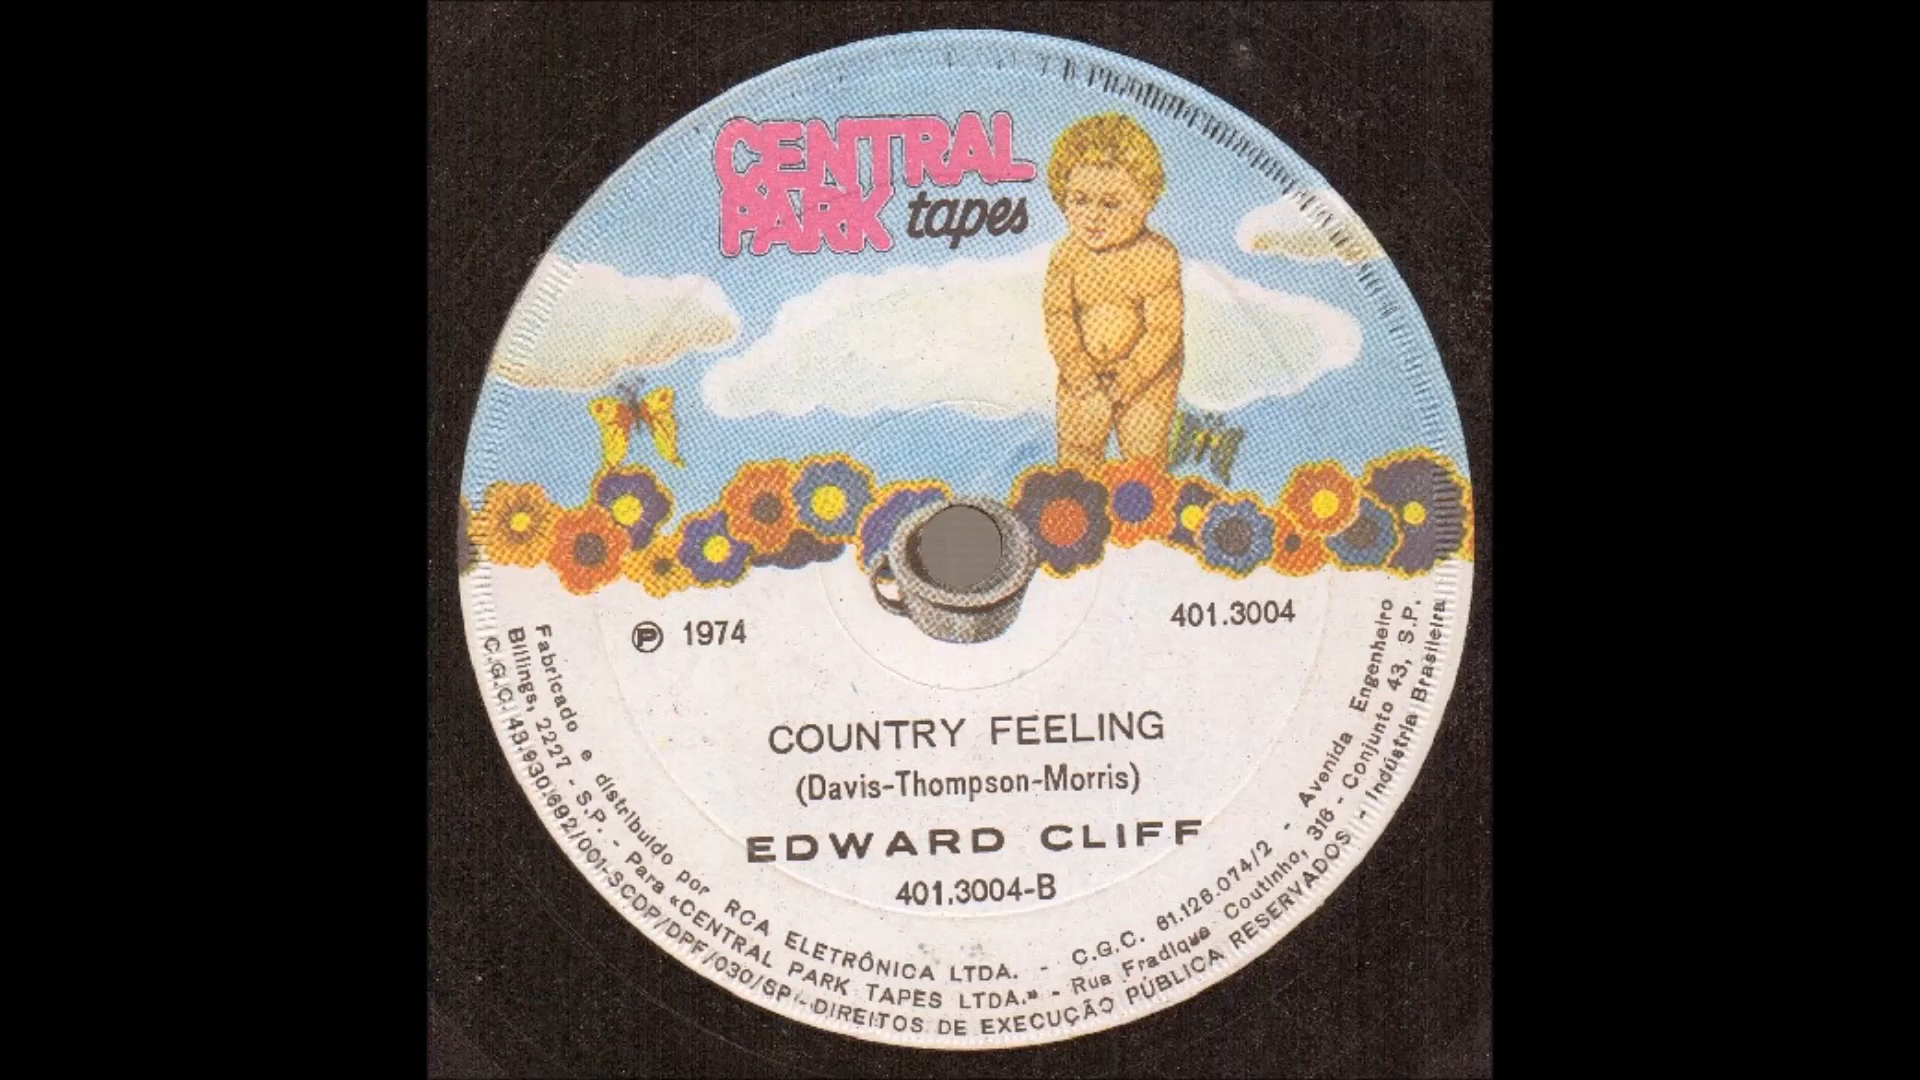 CENTRAL
PARK tapes
℗ 1974
401.3004
COUNTRY FEELING
(Davis-Thompson-Morris)
EDWARD CLIFF
401.3004-B
Fabricado e distribuído por RCA ELETRÔNICA LTDA. - C.G.C. 61.126.074/2 - Avenida Engenheiro
Billings, 2227 - S.P. - Para «CENTRAL PARK TAPES LTDA.» - Rua Fradique Coutinho, 316 - Conjunto 43, S.P.
C.G.C. 43.930.692/001-SCDP/DPF/030/SP - DIREITOS DE EXECUÇÃO PÚBLICA RESERVADOS - Indústria Brasileira